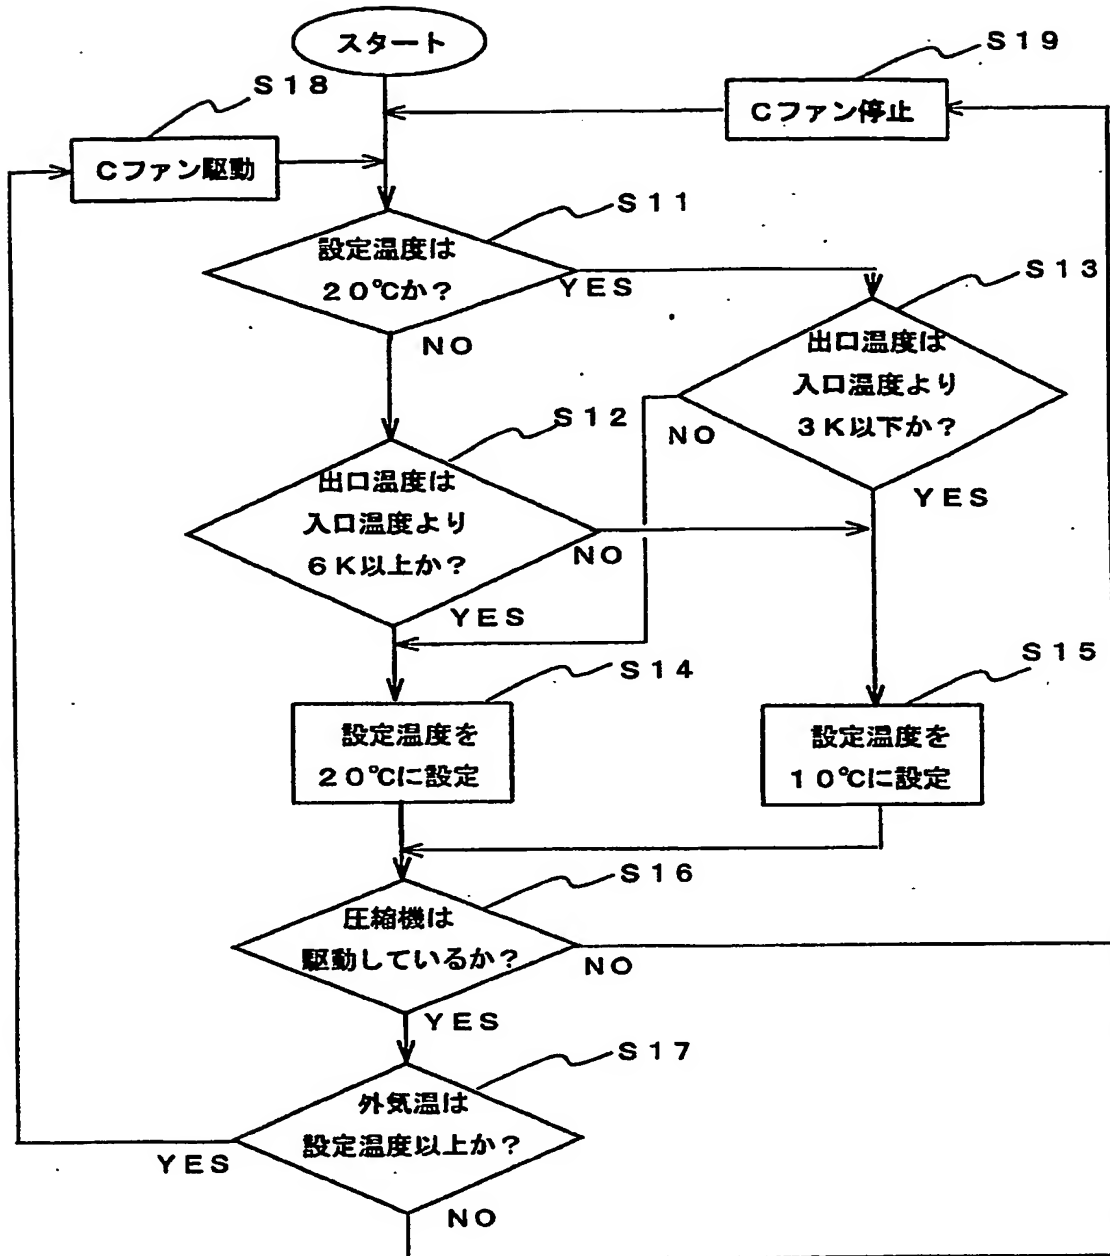 スタート
S19
S18
Cファン停止
Cファン駆動
S11
設定温度は
20℃か?
YES
NO
S13
出口温度は
入口温度より
3K以下か?
NO
YES
S12
出口温度は
入口温度より
6K以上か?
NO
YES
S14
設定温度を
20℃に設定
S15
設定温度を
10℃に設定
S16
圧縮機は
駆動しているか?
NO
YES
S17
外気温は
設定温度以上か?
YES
NO